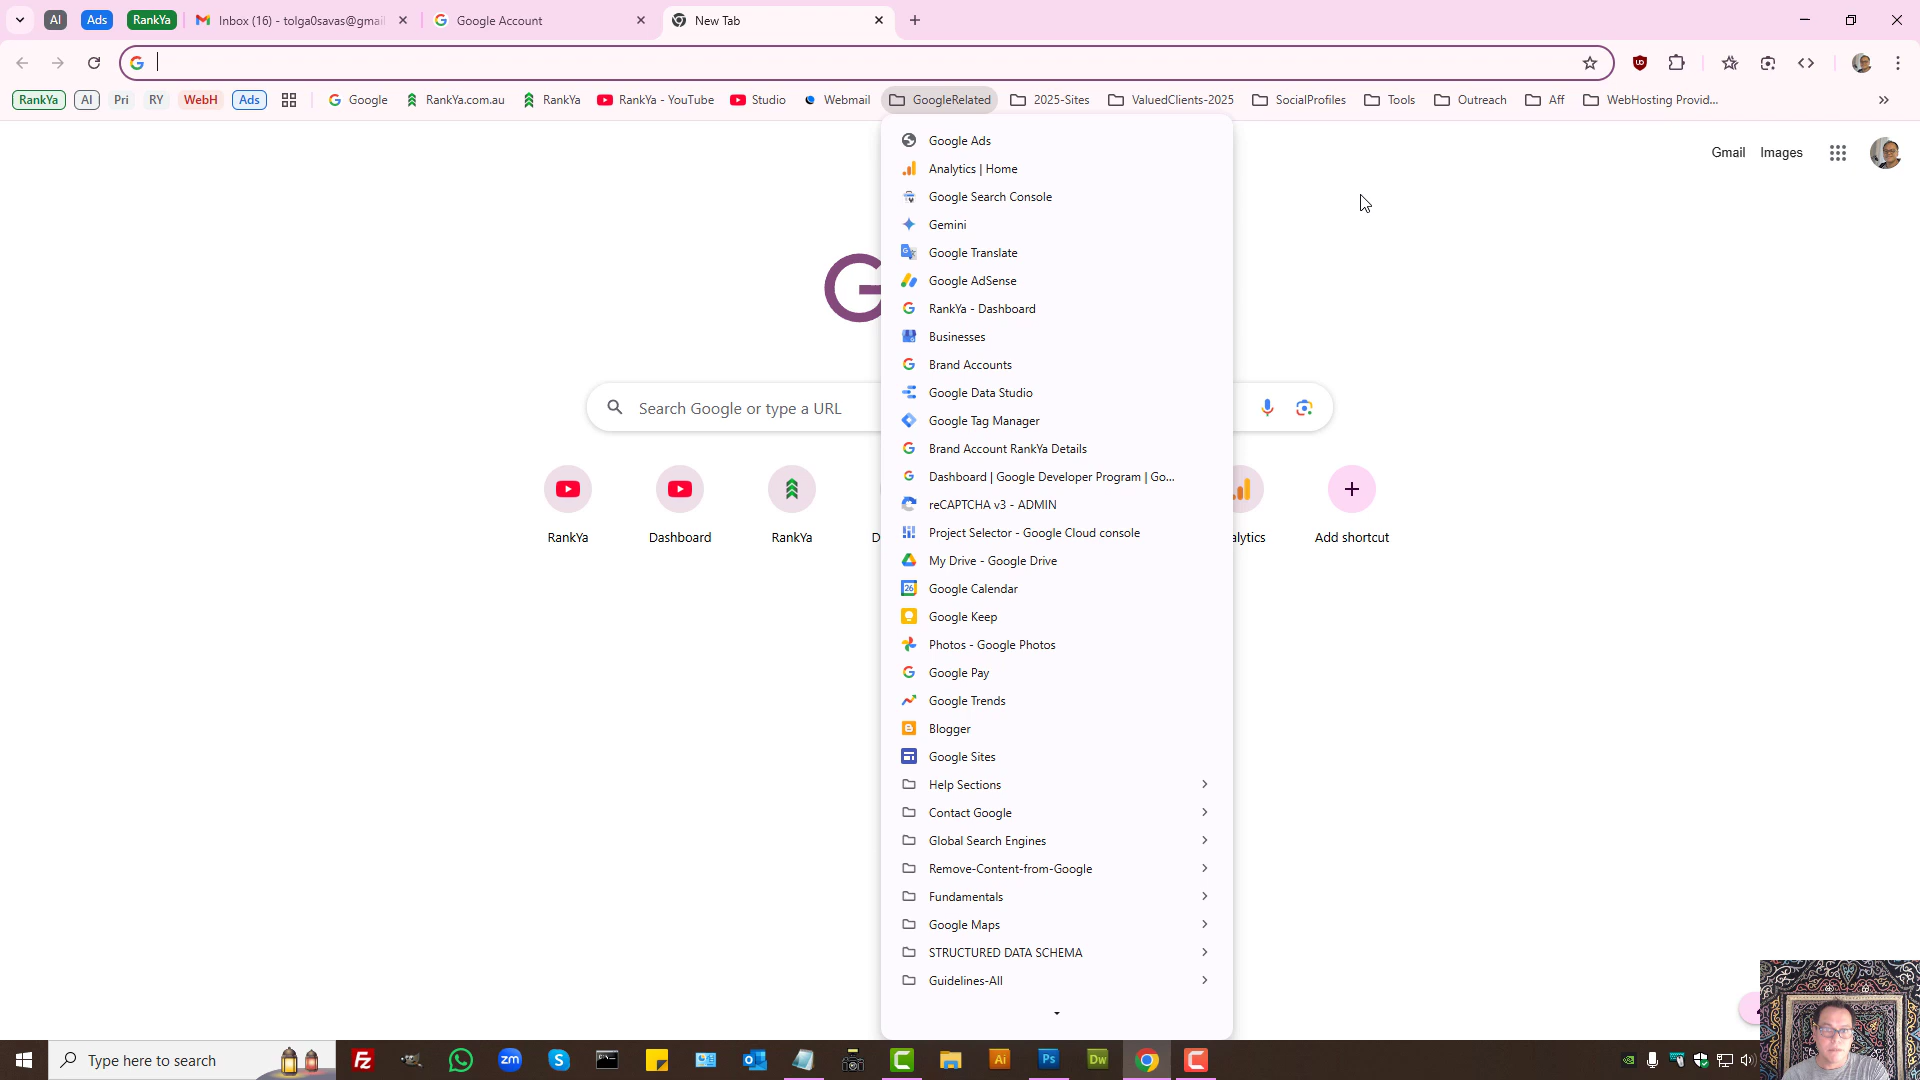 AI
Ads
RankYa
Inbox (16) - tolga0savas@gmai
Google Account
New Tab
RankYa
AI
Pri
RY
WebH
Ads
Google
RankYa.com.au
RankYa
RankYa - YouTube
Studio
Webmail
GoogleRelated
2025-Sites
ValuedClients-2025
SocialProfiles
Tools
Outreach
Aff
WebHosting Provid...
Gmail
Images
Google Ads
Analytics | Home
Google Search Console
Gemini
Google Translate
Google AdSense
RankYa - Dashboard
Businesses
Brand Accounts
Google Data Studio
Google Tag Manager
Brand Account RankYa Details
Dashboard | Google Developer Program | Go...
reCAPTCHA v3 - ADMIN
Project Selector - Google Cloud console
My Drive - Google Drive
Google Calendar
Google Keep
Photos - Google Photos
Google Pay
Google Trends
Blogger
Google Sites
Help Sections
Contact Google
Global Search Engines
Remove-Content-from-Google
Fundamentals
Google Maps
STRUCTURED DATA SCHEMA
Guidelines-All
G
Search Google or type a URL
RankYa
Dashboard
RankYa
D
alytics
Add shortcut
Type here to search
zm
Ai
Ps
Dw